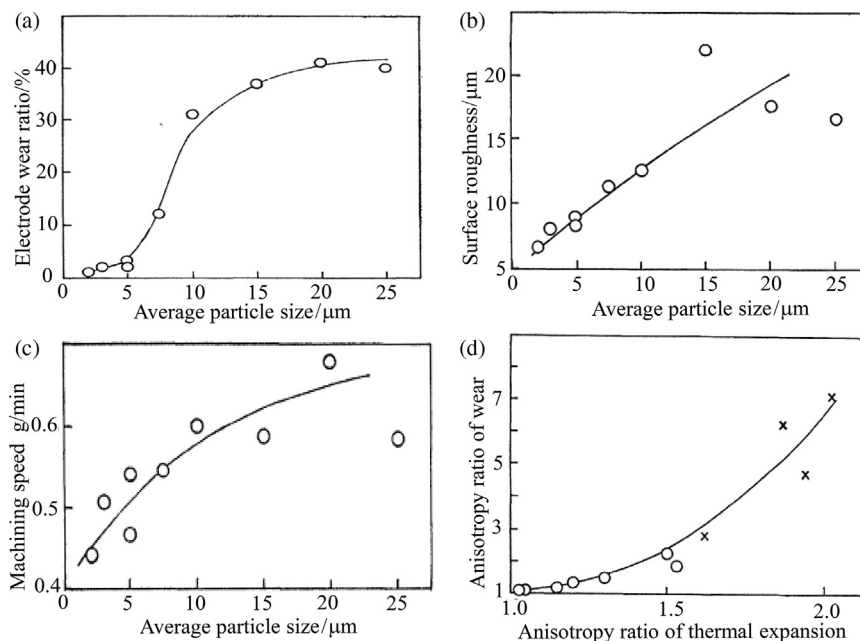 (a)
Electrode wear ratio/%
40
30
20
10
0
0 5 10 15 20 25
Average particle size/μm
(b)
Surface roughness/μm
20
15
10
5
0 5 10 15 20 25
Average particle size/μm
(c)
Machining speed g/min
0.6
0.5
0.4
0 5 10 15 20 25
Average particle size/μm
(d)
Anisotropy ratio of wear
7
5
3
1
1.0 1.5 2.0
Anisotropy ratio of thermal expansion